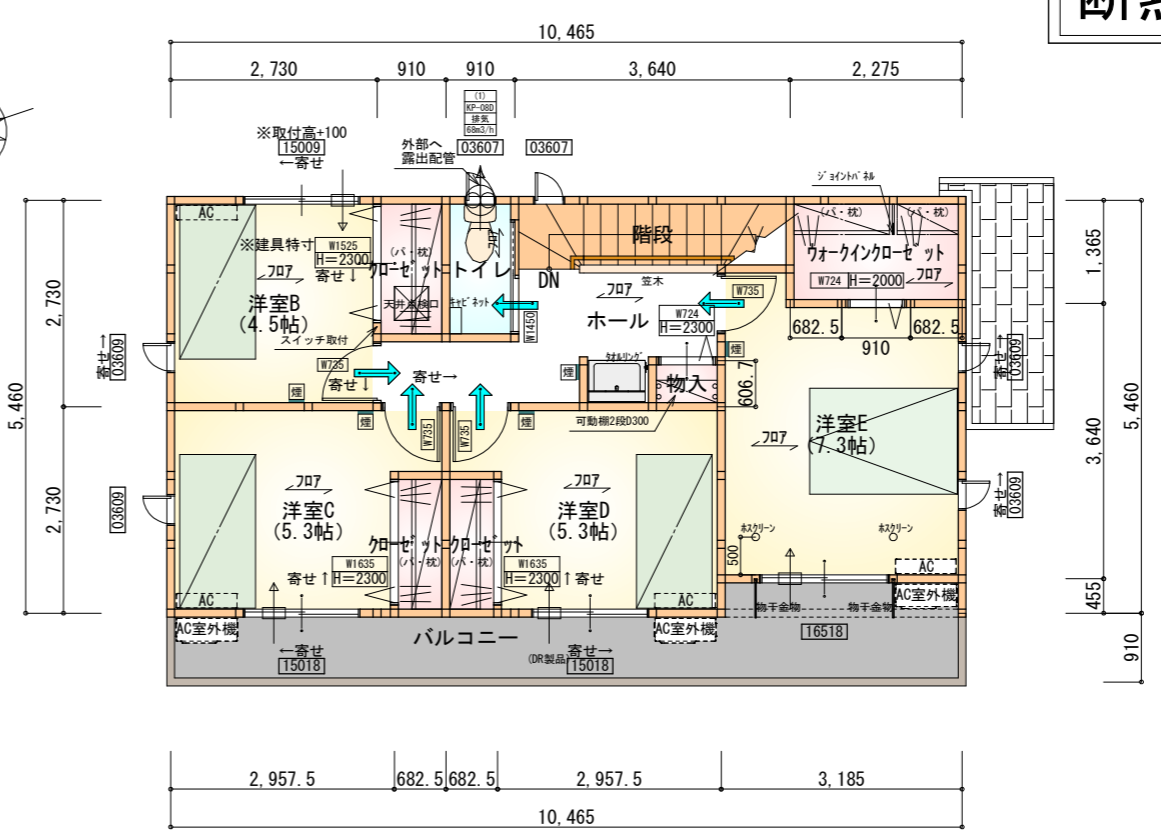 断熱
10,465
2,730
910
910
3,640
2,275
(1)
KP-08D
排気
68m3/h
※取付高+100
15009
←寄せ
外部へ
露出配管
03607
03607
ジョイントパネル
AC
(パ・枕)
(パ・枕)
階段
ウォークインクローゼット
W724
H=2000
フロア
※建具特寸
W1525
H=2300
寄せ↓
(パ・枕)
クローゼット
トイレ
DN
フロア
笠木
W735
フロア
洋室B
(4.5帖)
天井点検口
キャビネット
W1450
ホール
W724
H=2300
682.5
682.5
910
スイッチ取付
W735
寄せ↓
寄せ→
タオルリング
煙
物入
606.7
煙
煙
寄せ→
03609
寄せ→
03609
煙
W735
W735
煙
可動棚2段D300
フロア
洋室E
(7.3帖)
フロア
洋室C
(5.3帖)
フロア
洋室D
(5.3帖)
03609
寄せ→
03609
クローゼット
(パ・枕)
クローゼット
(パ・枕)
ホスクリーン
ホスクリーン
500
W1635
H=2300
寄せ↑
W1635
H=2300
↑寄せ
AC
AC
AC
AC室外機
AC室外機
AC室外機
物干金物
物干金物
バルコニー
16518
←寄せ
15018
(DR製品)
寄せ→
15018
5,460
2,730
2,730
1,365
3,640
455
5,460
910
2,957.5
682.5
682.5
2,957.5
3,185
10,465